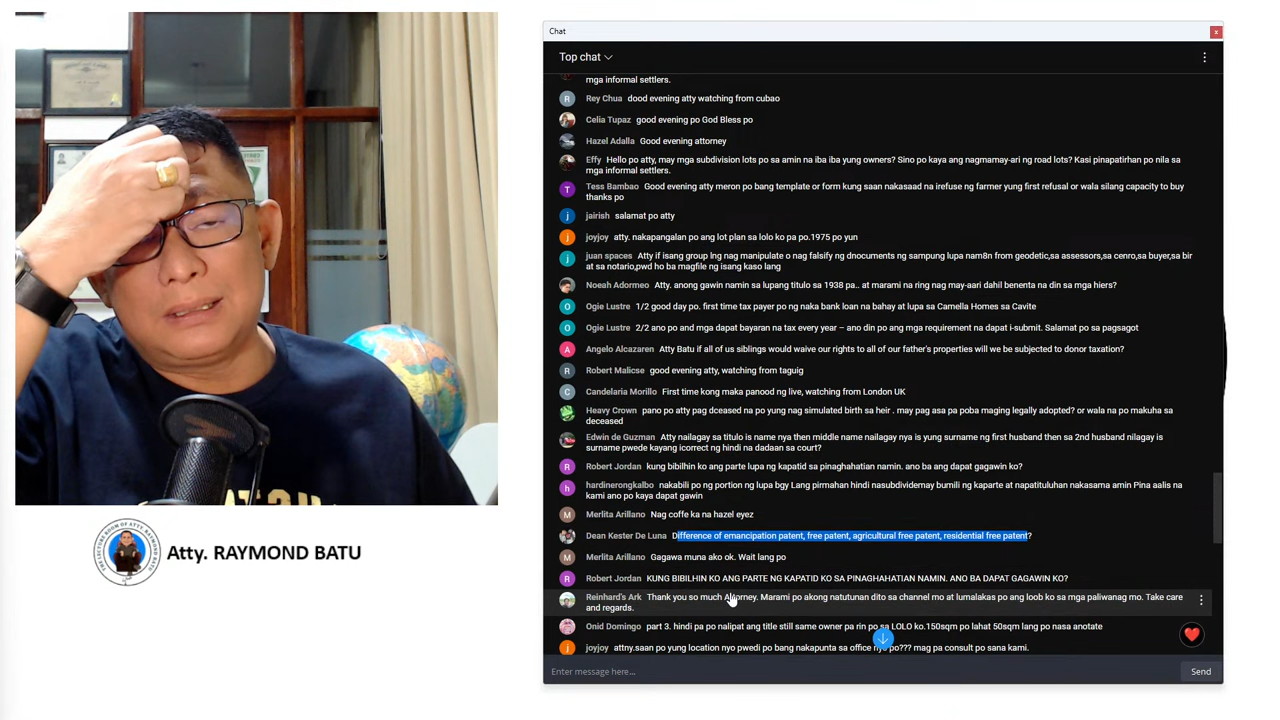 Chat
x
Top chat
mga informal settlers.
Rey Chua dood evening atty watching from cubao
Celia Tupaz good evening po God Bless po
Hazel Adalla Good evening attorney
Effy Hello po atty, may mga subdivision lots po sa amin na iba iba yung owners? Sino po kaya ang nagmamay-ari ng road lots? Kasi pinapatirhan po nila sa
mga informal settlers.
Tess Bambao Good evening atty meron po bang template or form kung saan nakasaad na irefuse ng farmer yung first refusal or wala silang capacity to buy
thanks po
jairish salamat po atty
joyjoy atty. nakapangalan po ang lot plan sa lolo ko pa po.1975 po yun
juan spaces Atty if isang group lng nag manipulate o nag falsify ng dnocuments ng sampung lupa nam8n from geodetic,sa assessors,sa cenro,sa buyer,sa bir
at sa notario,pwd ho ba magfile ng isang kaso lang
Noeah Adormeo Atty. anong gawin namin sa lupang titulo sa 1938 pa.. at marami na ring nag may-ari dahil benenta na din sa mga hiers?
Ogie Lustre 1/2 good day po. first time tax payer po ng naka bank loan na bahay at lupa sa Camella Homes sa Cavite
Ogie Lustre 2/2 ano po and mga dapat bayaran na tax every year – ano din po ang mga requirement na dapat i-submit. Salamat po sa pagsagot
Angelo Alcazaren Atty Batu if all of us siblings would waive our rights to all of our father's properties will we be subjected to donor taxation?
Robert Malicse good evening atty, watching from taguig
Candelaria Morillo First time kong maka panood ng live, watching from London UK
Heavy Crown pano po atty pag dceased na po yung nag simulated birth sa heir . may pag asa pa poba maging legally adopted? or wala na po makuha sa
deceased
Edwin de Guzman Atty nailagay sa titulo is name nya then middle name nailagay nya is yung surname ng first husband then sa 2nd husband nilagay is
surname pwede kayang icorrect ng hindi na dadaan sa court?
Robert Jordan kung bibilhin ko ang parte lupa ng kapatid sa pinaghahatian namin. ano ba ang dapat gagawin ko?
hardinerongkalbo nakabili po ng portion ng lupa bgy Lang pirmahan hindi nasubdividemay bumili ng kaparte at napatituluhan nakasama amin Pina aalis na
kami ano po kaya dapat gawin
Merlita Arillano Nag coffe ka na hazel eyez
Dean Kester De Luna Difference of emancipation patent, free patent, agricultural free patent, residential free patent?
Merlita Arillano Gagawa muna ako ok. Wait lang po
Robert Jordan KUNG BIBILHIN KO ANG PARTE NG KAPATID KO SA PINAGHAHATIAN NAMIN. ANO BA DAPAT GAGAWIN KO?
Reinhard's Ark Thank you so much Attorney. Marami po akong natutunan dito sa channel mo at lumalakas po ang loob ko sa mga paliwanag mo. Take care
and regards.
Onid Domingo part 3. hindi pa po nalipat ang title still same owner pa rin po sa LOLO ko.150sqm po lahat 50sqm lang po nasa anotate
joyjoy attny.saan po yung location nyo pwedi po bang nakapunta sa office nyo po??? mag pa consult po sana kami.
Enter message here...
Send
Atty. RAYMOND BATU